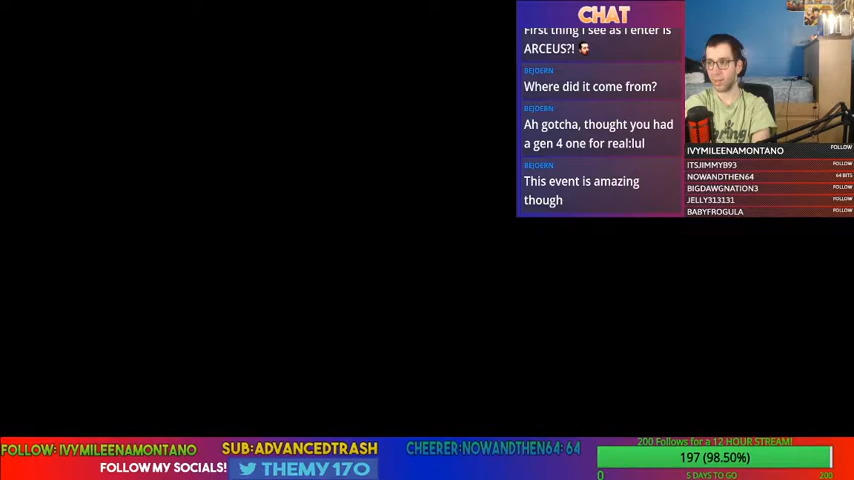 CHAT
First thing I see as I enter is
ARCEUS?!
BEJOERN
Where did it come from?
BEJOERN
Ah gotcha, thought you had
a gen 4 one for real:lul
BEJOERN
This event is amazing
though
IVYMILEENAMONTANO FOLLOW
ITSJIMMYB93 FOLLOW
NOWANDTHEN64 64 BITS
BIGDAWGNATION3 FOLLOW
JELLY313131 FOLLOW
BABYFROGULA FOLLOW
FOLLOW: IVYMILEENAMONTANO
SUB:ADVANCEDTRASH
CHEERER:NOWANDTHEN64: 64
FOLLOW MY SOCIALS!
THEMY170
200 Follows for a 12 HOUR STREAM!
197 (98.50%)
0 5 DAYS TO GO 200